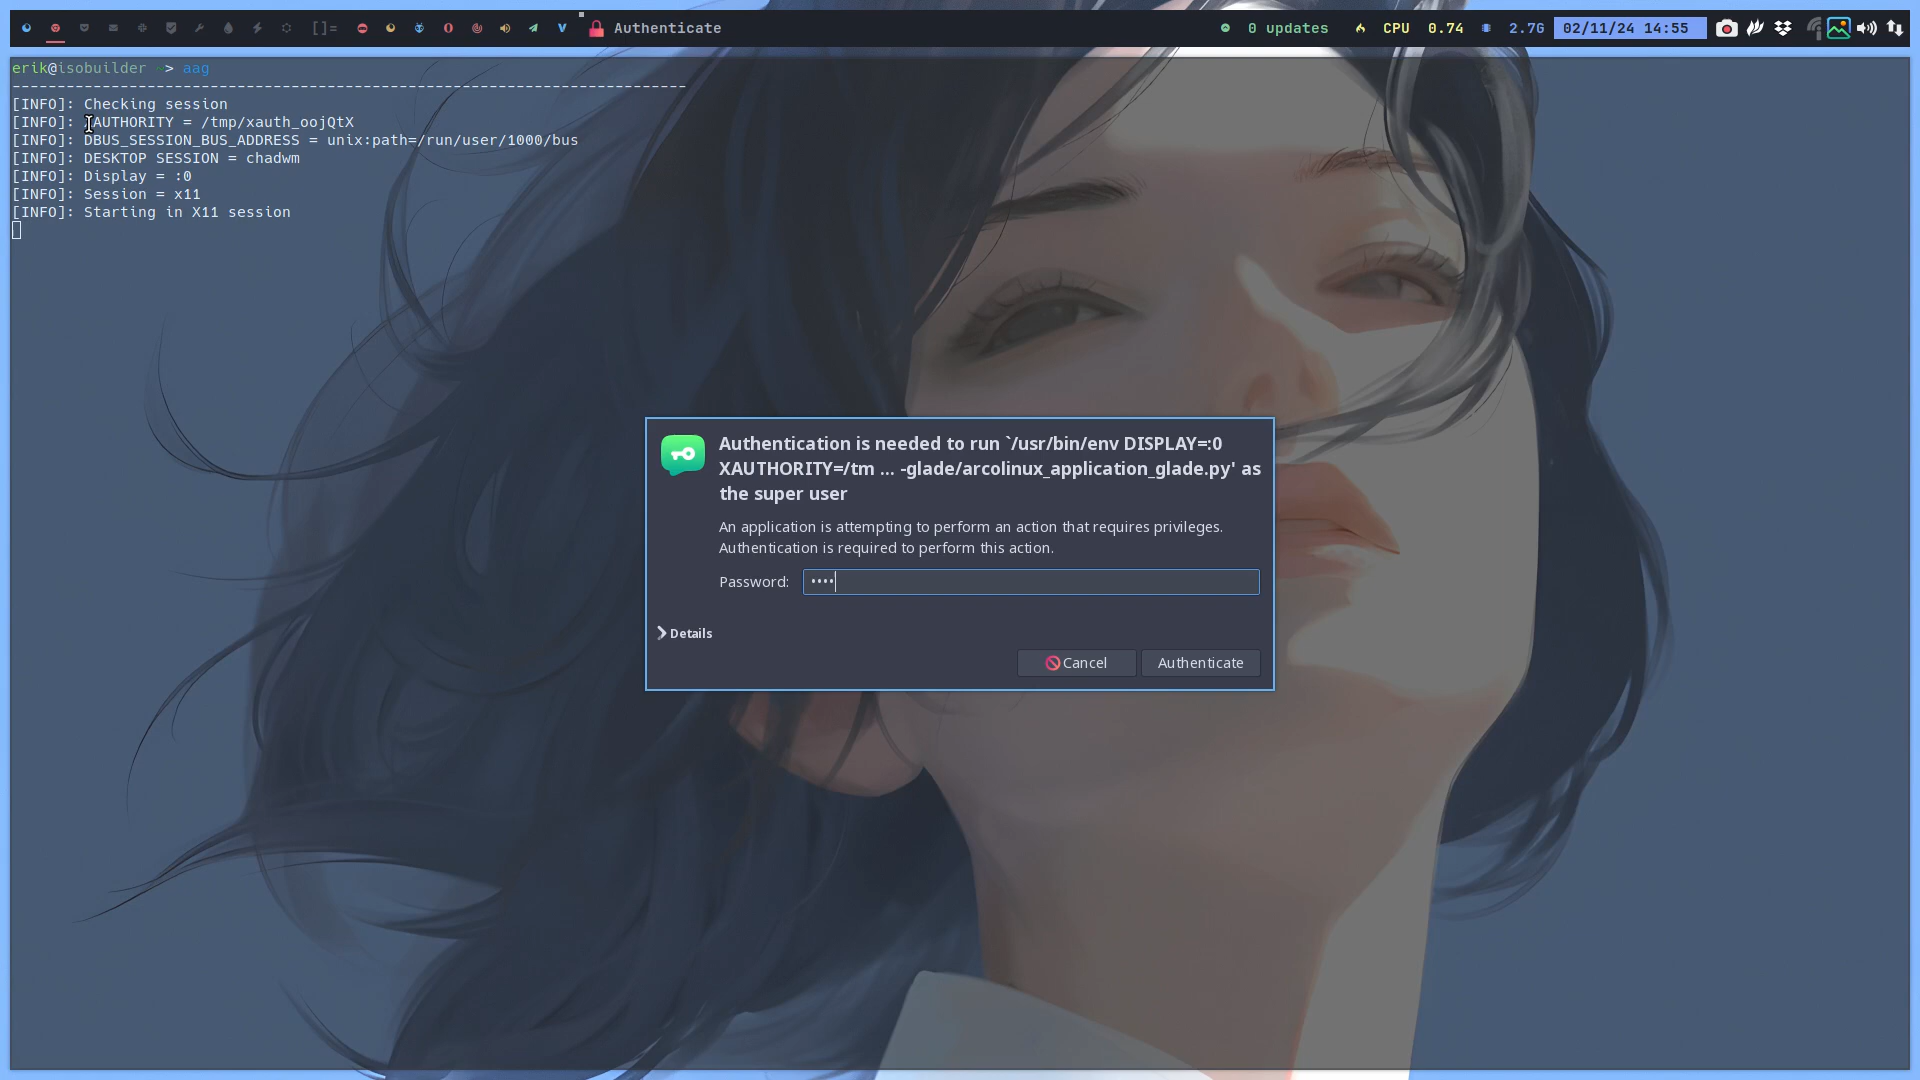 []= Authenticate 0 updates CPU 0.74 2.7G 02/11/24 14:55
erik@isobuilder ~> aag
---------------------------------------------------------------------------
[INFO]: Checking session
[INFO]: XAUTHORITY = /tmp/xauth_oojQtX
[INFO]: DBUS_SESSION_BUS_ADDRESS = unix:path=/run/user/1000/bus
[INFO]: DESKTOP SESSION = chadwm
[INFO]: Display = :0
[INFO]: Session = x11
[INFO]: Starting in X11 session
Authentication is needed to run `/usr/bin/env DISPLAY=:0
XAUTHORITY=/tm ... -glade/arcolinux_application_glade.py' as
the super user
An application is attempting to perform an action that requires privileges.
Authentication is required to perform this action.
Password: ••••
Details
Cancel Authenticate